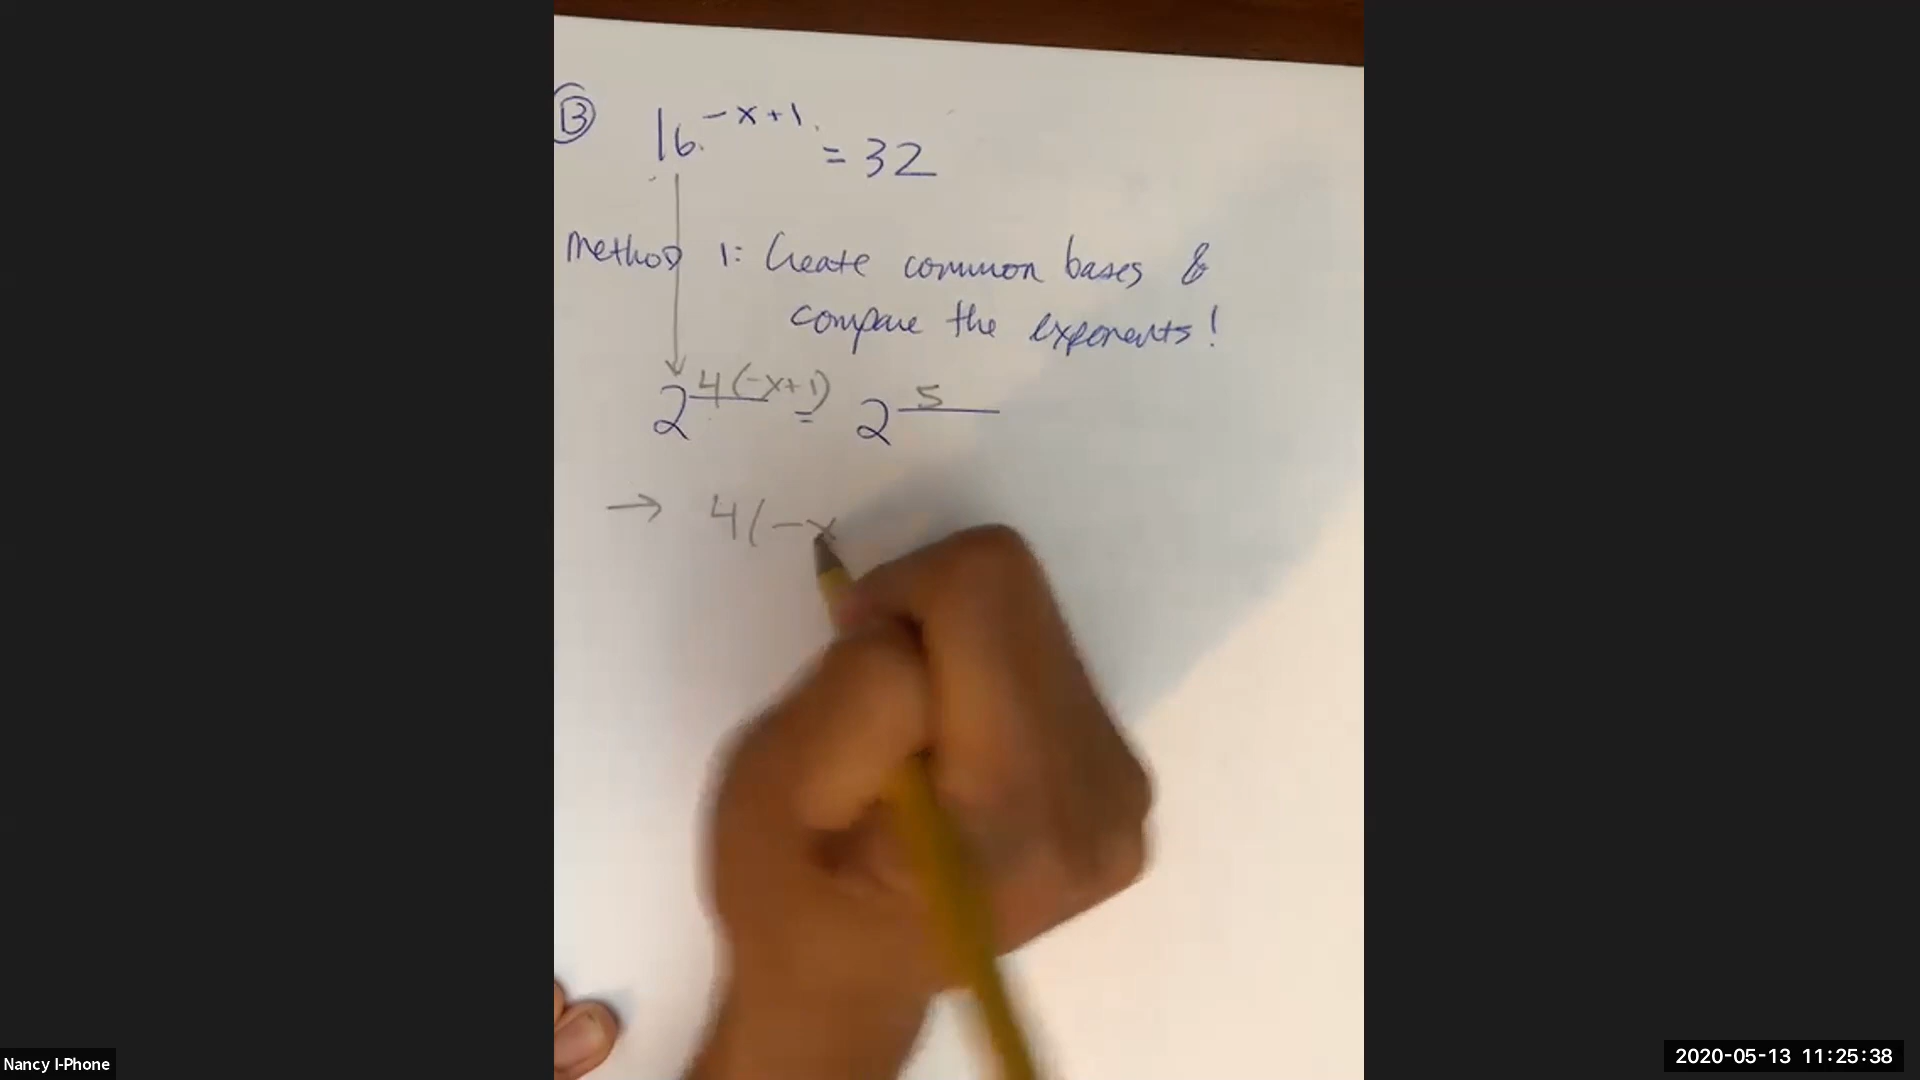 B 16^{-x+1} = 32
Method 1: Create common bases &
compare the exponents!
2^{4(-x+1)} = 2^{5}
→ 4(-x
Nancy I-Phone
2020-05-13 11:25:38